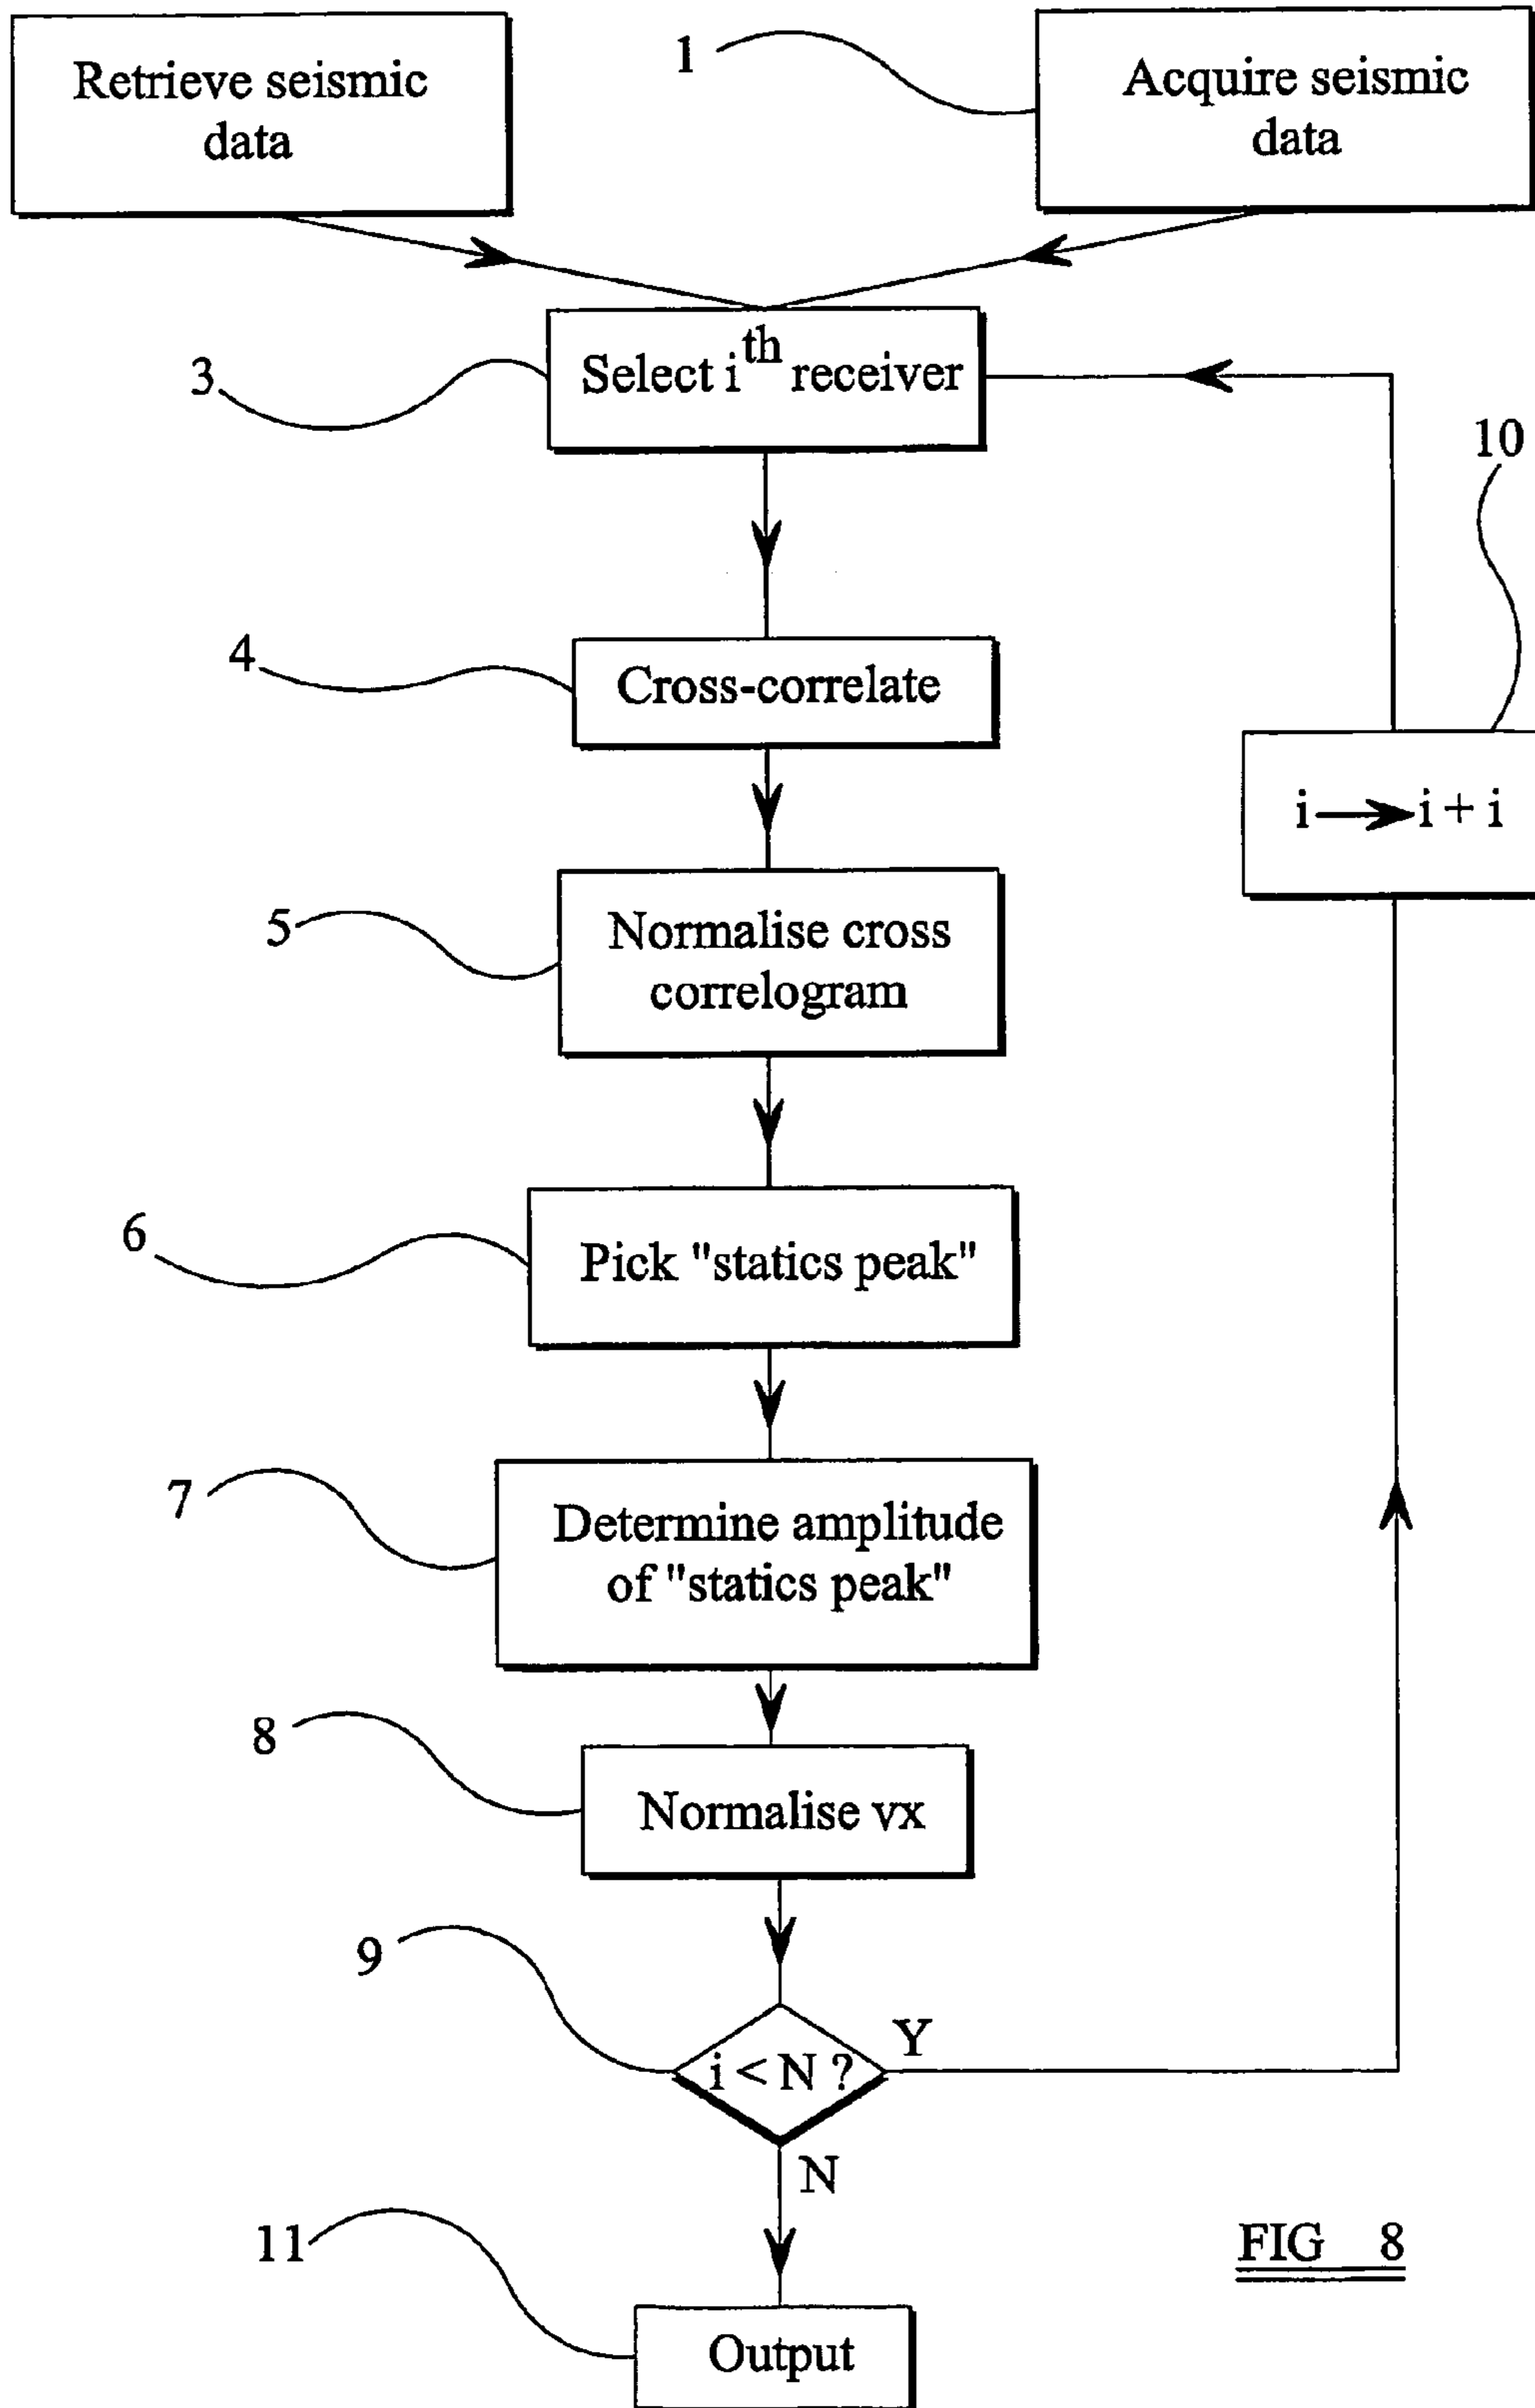 Retrieve seismic
data
1
Acquire seismic
data
3
Select i^th receiver
10
4
Cross-correlate
i → i + i
5
Normalise cross
correlogram
6
Pick "statics peak"
7
Determine amplitude
of "statics peak"
8
Normalise vx
9
i < N ?
Y
N
11
Output
FIG 8